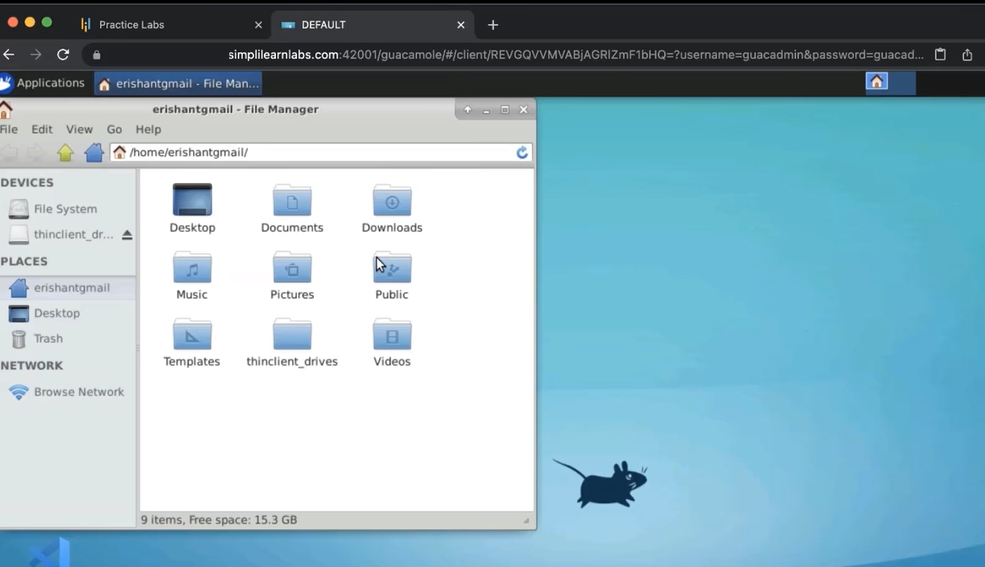 Practice Labs
DEFAULT
simplilearnlabs.com:42001/guacamole/#/client/REVGQVVMVABjAGRlZmF1bHQ=?username=guacadmin&password=guacad...
Applications
erishantgmail - File Man...
erishantgmail - File Manager
File Edit View Go Help
/home/erishantgmail/
DEVICES
File System
thinclient_dr...
PLACES
erishantgmail
Desktop
Trash
NETWORK
Browse Network
Desktop Documents Downloads
Music Pictures Public
Templates thinclient_drives Videos
9 items, Free space: 15.3 GB